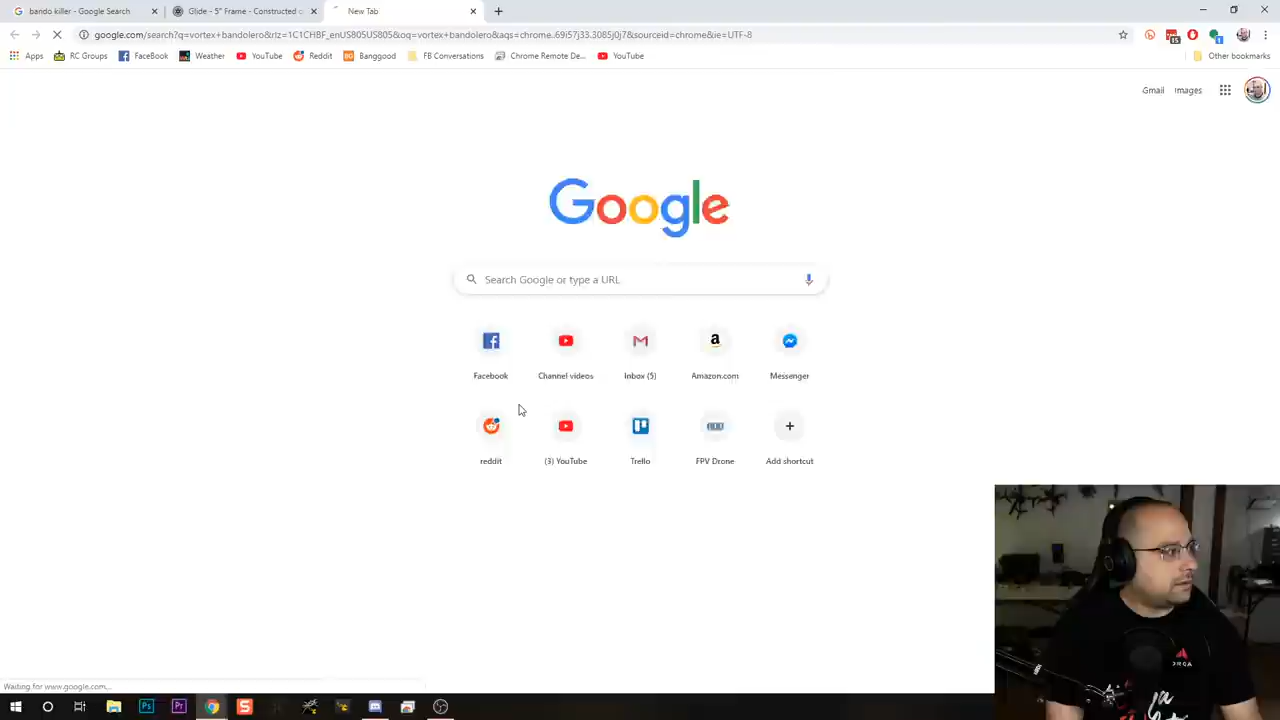 bando killer - Google Search
Glide - 5" Frame - Constructed o
New Tab
google.com/search?q=vortex+bandolero&rlz=1C1CHBF_enUS805US805&oq=vortex+bandolero&aqs=chrome..69i57j33.3085j0j7&sourceid=chrome&ie=UTF-8
Apps
RC Groups
FaceBook
Weather
YouTube
Reddit
Banggood
FB Conversations
Chrome Remote De...
YouTube
Other bookmarks
Gmail
Images
Google
Search Google or type a URL
Facebook
Channel videos
Inbox (5)
Amazon.com
Messenger
reddit
(3) YouTube
Trello
FPV Drone
Add shortcut
Waiting for www.google.com...